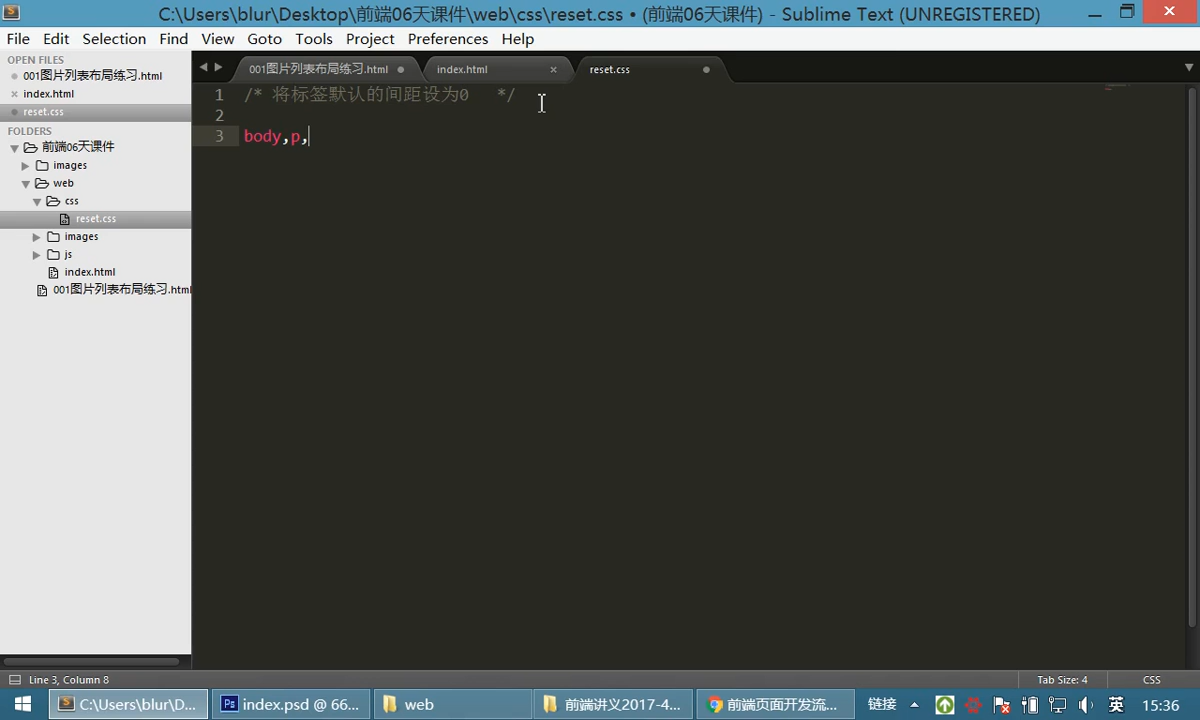 C:\Users\blur\Desktop\前端06天课件\web\css\reset.css • (前端06天课件) - Sublime Text (UNREGISTERED)
File Edit Selection Find View Goto Tools Project Preferences Help
OPEN FILES
001图片列表布局练习.html
index.html
reset.css
FOLDERS
前端06天课件
images
web
css
reset.css
images
js
index.html
001图片列表布局练习.html
001图片列表布局练习.html
index.html
reset.css
1 /* 将标签默认的间距设为0 */
2
3 body,p,
Line 3, Column 8
Tab Size: 4
CSS
C:\Users\blur\D...
index.psd @ 66...
web
前端讲义2017-4...
前端页面开发流...
链接
英
15:36